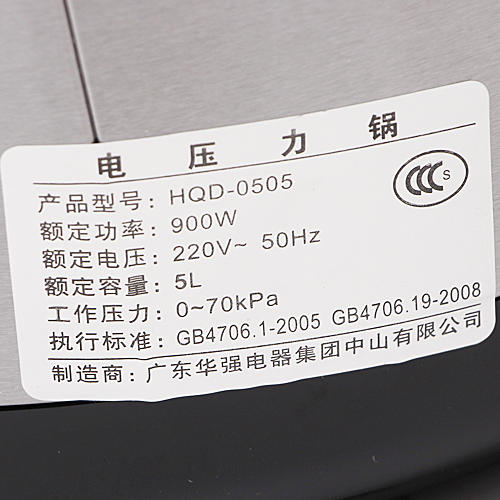 电压力锅
产品型号: HQD-0505
CCC S
额定功率: 900W
额定电压: 220V~ 50Hz
额定容量: 5L
工作压力: 0~70kPa
执行标准: GB4706.1-2005 GB4706.19-2008
制造商: 广东华强电器集团中山有限公司